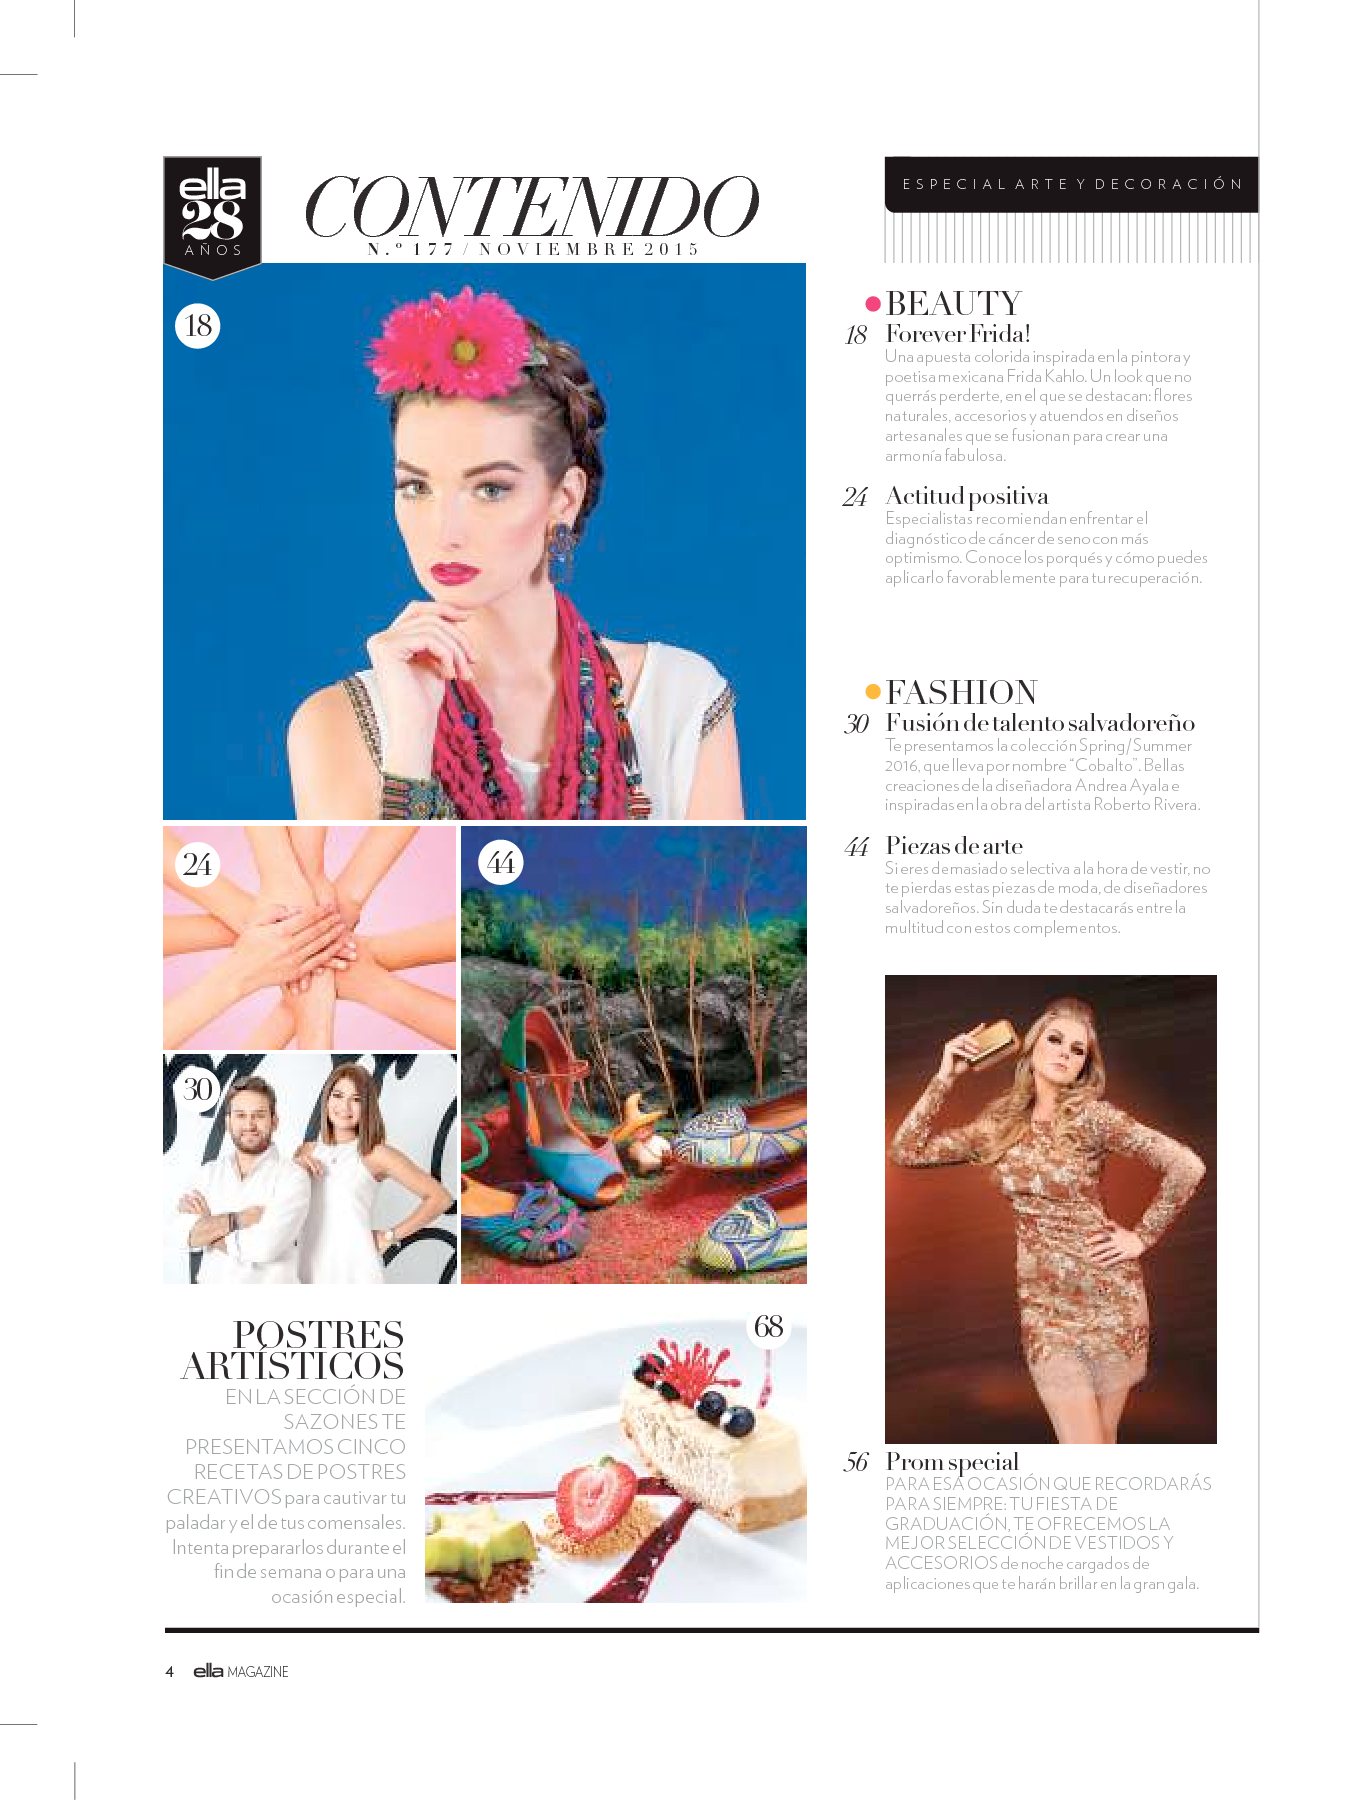 ella
28
AÑOS
CONTENIDO
N.º 177 / NOVIEMBRE 2015
ESPECIAL ARTE Y DECORACIÓN
18
24
44
30
BEAUTY
18 Forever Frida!
Una apuesta colorida inspirada en la pintora y
poetisa mexicana Frida Kahlo. Un look que no
querrás perderte, en el que se destacan: flores
naturales, accesorios y atuendos en diseños
artesanales que se fusionan para crear una
armonía fabulosa.
24 Actitud positiva
Especialistas recomiendan enfrentar el
diagnóstico de cáncer de seno con más
optimismo. Conoce los porqués y cómo puedes
aplicarlo favorablemente para tu recuperación.
FASHION
30 Fusión de talento salvadoreño
Te presentamos la colección Spring/Summer
2016, que lleva por nombre “Cobalto”. Bellas
creaciones de la diseñadora Andrea Ayala e
inspiradas en la obra del artista Roberto Rivera.
44 Piezas de arte
Si eres demasiado selectiva a la hora de vestir, no
te pierdas estas piezas de moda, de diseñadores
salvadoreños. Sin duda te destacarás entre la
multitud con estos complementos.
56 Prom special
PARA ESA OCASIÓN QUE RECORDARÁS
PARA SIEMPRE: TU FIESTA DE
GRADUACIÓN, TE OFRECEMOS LA
MEJOR SELECCIÓN DE VESTIDOS Y
ACCESORIOS de noche cargados de
aplicaciones que te harán brillar en la gran gala.
POSTRES
ARTÍSTICOS
EN LA SECCIÓN DE
SAZONES TE
PRESENTAMOS CINCO
RECETAS DE POSTRES
CREATIVOS para cautivar tu
paladar y el de tus comensales.
Intenta prepararlos durante el
fin de semana o para una
ocasión especial.
68
4 ella MAGAZINE